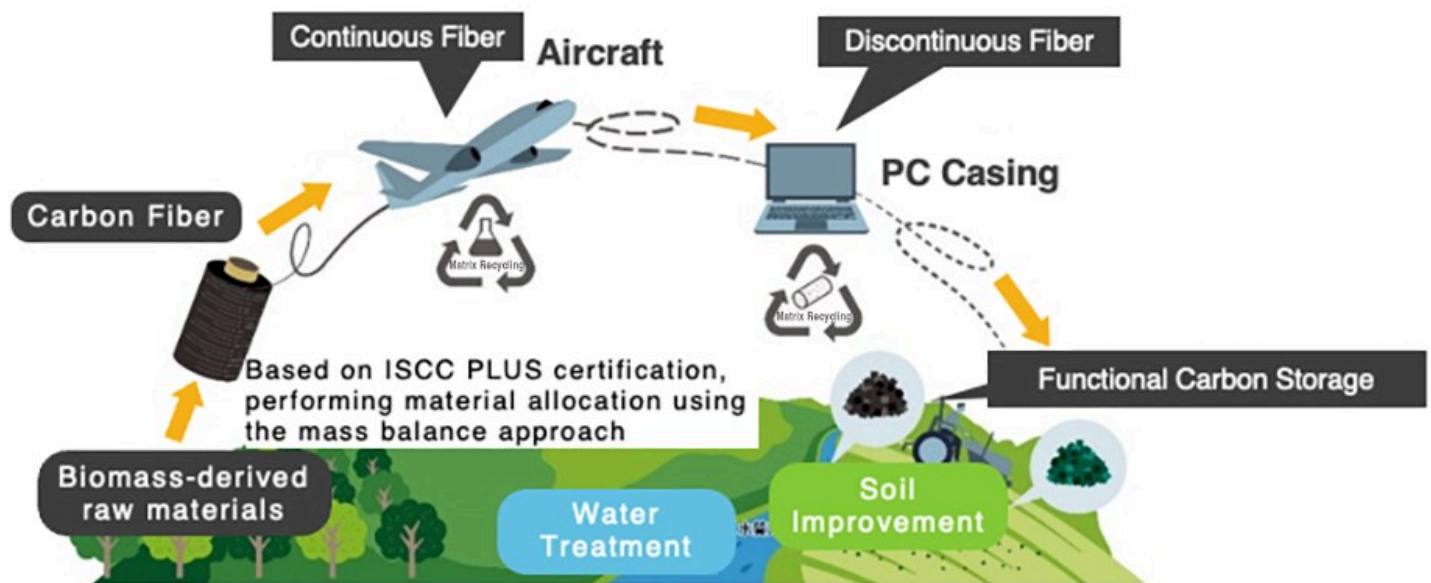 Continuous Fiber
Aircraft
Discontinuous Fiber
PC Casing
Carbon Fiber
Matrix Recycling
Matrix Recycling
Based on ISCC PLUS certification,
performing material allocation using
the mass balance approach
Functional Carbon Storage
Biomass-derived
raw materials
Water
Treatment
Soil
Improvement